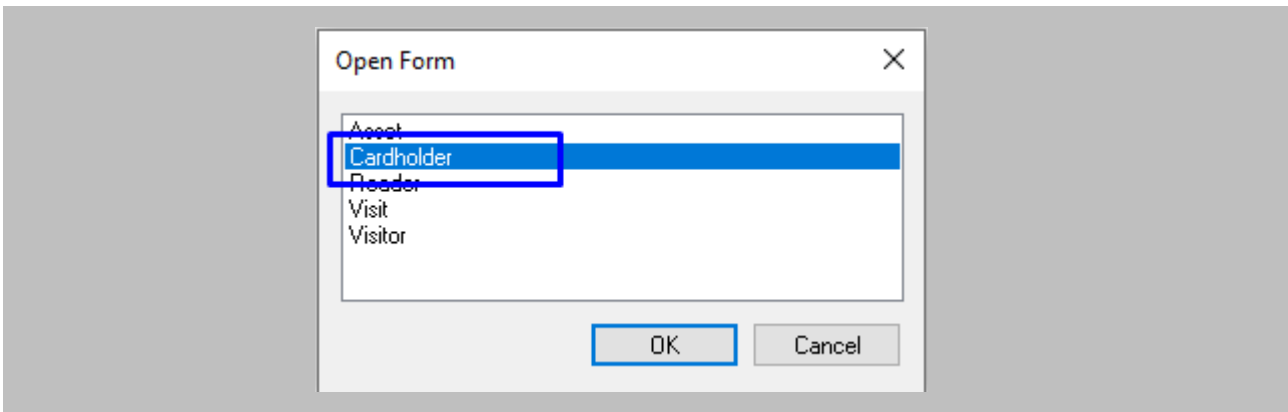 Open Form
Asset
Cardholder
Reader
Visit
Visitor
OK
Cancel